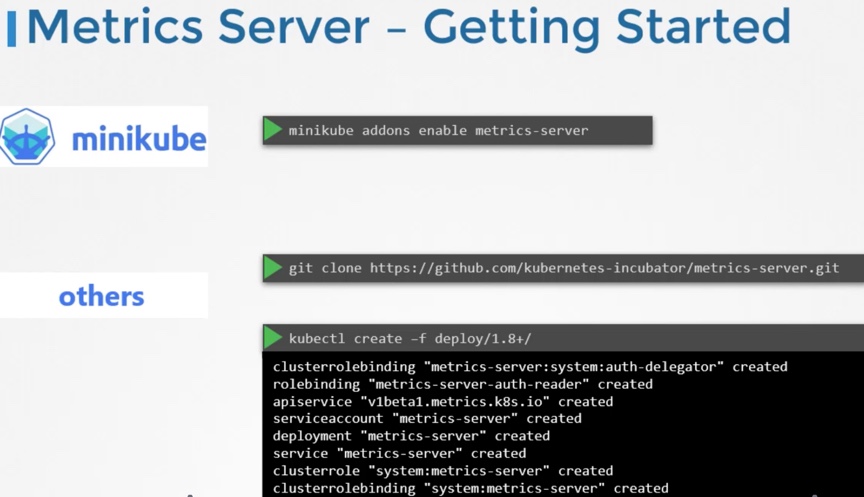 Metrics Server – Getting Started
minikube
minikube addons enable metrics-server
git clone https://github.com/kubernetes-incubator/metrics-server.git
others
kubectl create –f deploy/1.8+/
clusterrolebinding "metrics-server:system:auth-delegator" created
rolebinding "metrics-server-auth-reader" created
apiservice "v1beta1.metrics.k8s.io" created
serviceaccount "metrics-server" created
deployment "metrics-server" created
service "metrics-server" created
clusterrole "system:metrics-server" created
clusterrolebinding "system:metrics-server" created